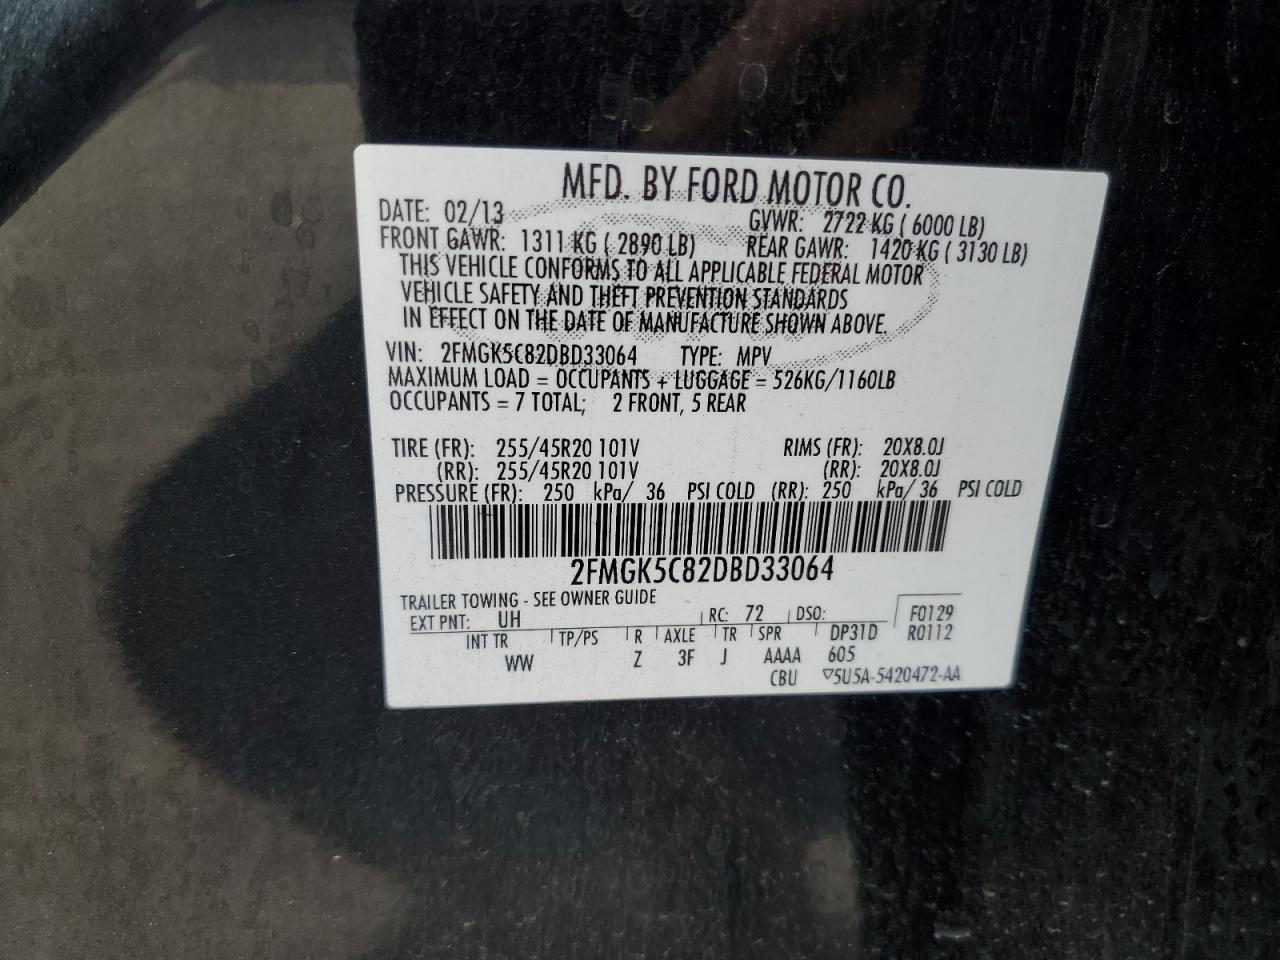 MFD. BY FORD MOTOR CO.
DATE: 02/13 GVWR: 2722 KG ( 6000 LB)
FRONT GAWR: 1311 KG ( 2890 LB) REAR GAWR: 1420 KG ( 3130 LB)
THIS VEHICLE CONFORMS TO ALL APPLICABLE FEDERAL MOTOR
VEHICLE SAFETY AND THEFT PREVENTION STANDARDS
IN EFFECT ON THE DATE OF MANUFACTURE SHOWN ABOVE.
VIN: 2FMGK5C82DBD33064 TYPE: MPV
MAXIMUM LOAD = OCCUPANTS + LUGGAGE = 526KG/1160LB
OCCUPANTS = 7 TOTAL; 2 FRONT, 5 REAR
TIRE (FR): 255/45R20 101V RIMS (FR): 20X8.0J
(RR): 255/45R20 101V (RR): 20X8.0J
PRESSURE (FR): 250 kPa/ 36 PSI COLD (RR): 250 kPa/ 36 PSI COLD
2FMGK5C82DBD33064
TRAILER TOWING - SEE OWNER GUIDE
EXT PNT: UH RC: 72 DSO: F0129
INT TR TP/PS R AXLE TR SPR DP31D R0112
WW Z 3F J AAAA 605
CBU ▽5U5A-5420472-AA